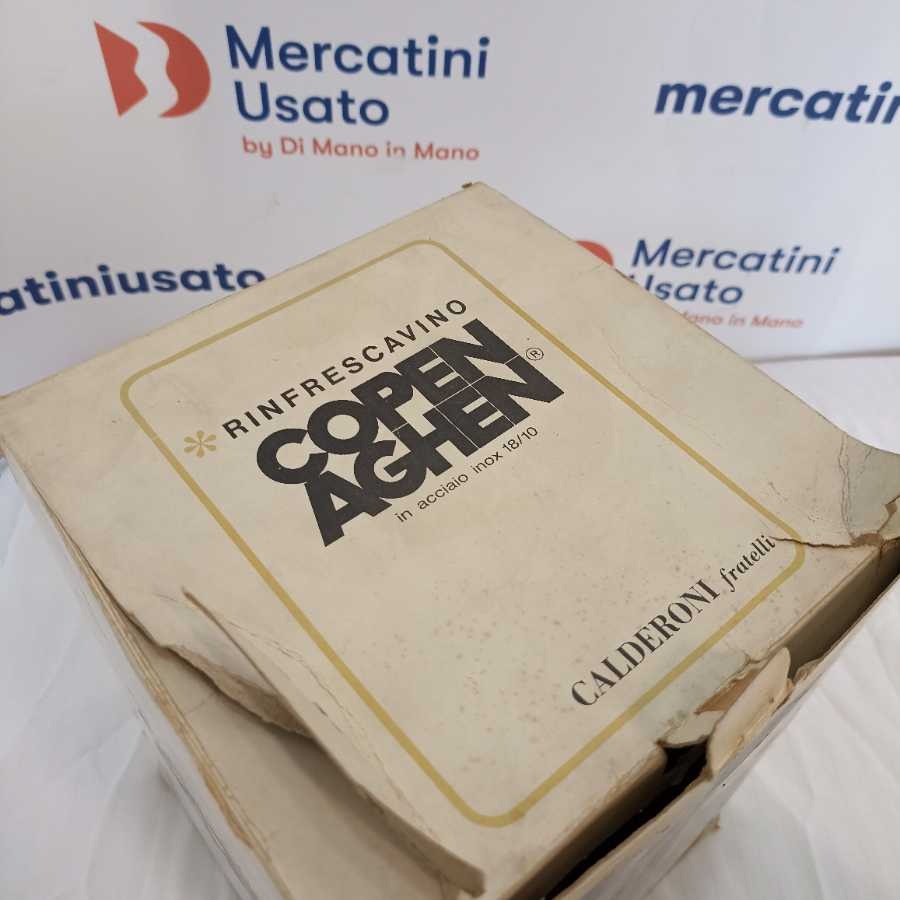 Mercatini
Usato
by Di Mano in Mano
mercatin
atiniusato
Mercatini
Usato
Mano in Mano
RINFRESCAVINO
COPEN
AGHEN®
in acciaio inox 18/10
CALDERONI fratelli